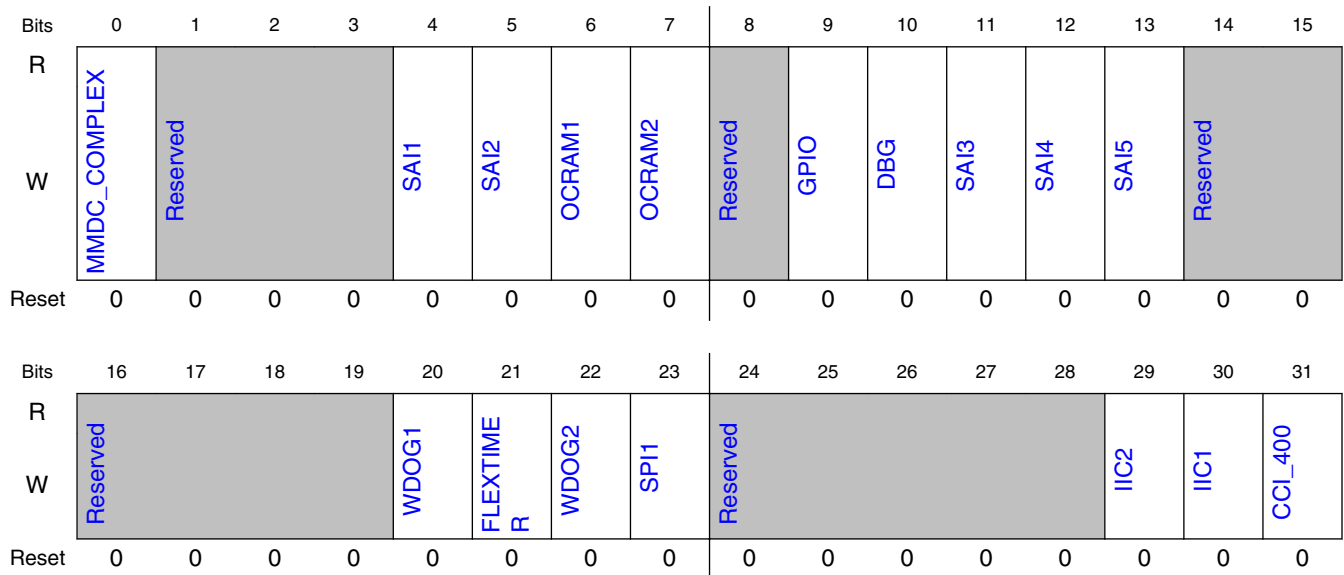 Bits 0 1 2 3 4 5 6 7 8 9 10 11 12 13 14 15
R
W
MMDC_COMPLEX
Reserved
SAI1
SAI2
OCRAM1
OCRAM2
Reserved
GPIO
DBG
SAI3
SAI4
SAI5
Reserved
Reset 0 0 0 0 0 0 0 0 0 0 0 0 0 0 0 0
Bits 16 17 18 19 20 21 22 23 24 25 26 27 28 29 30 31
R
W
Reserved
WDOG1
FLEXTIME
R
WDOG2
SPI1
Reserved
IIC2
IIC1
CCI_400
Reset 0 0 0 0 0 0 0 0 0 0 0 0 0 0 0 0